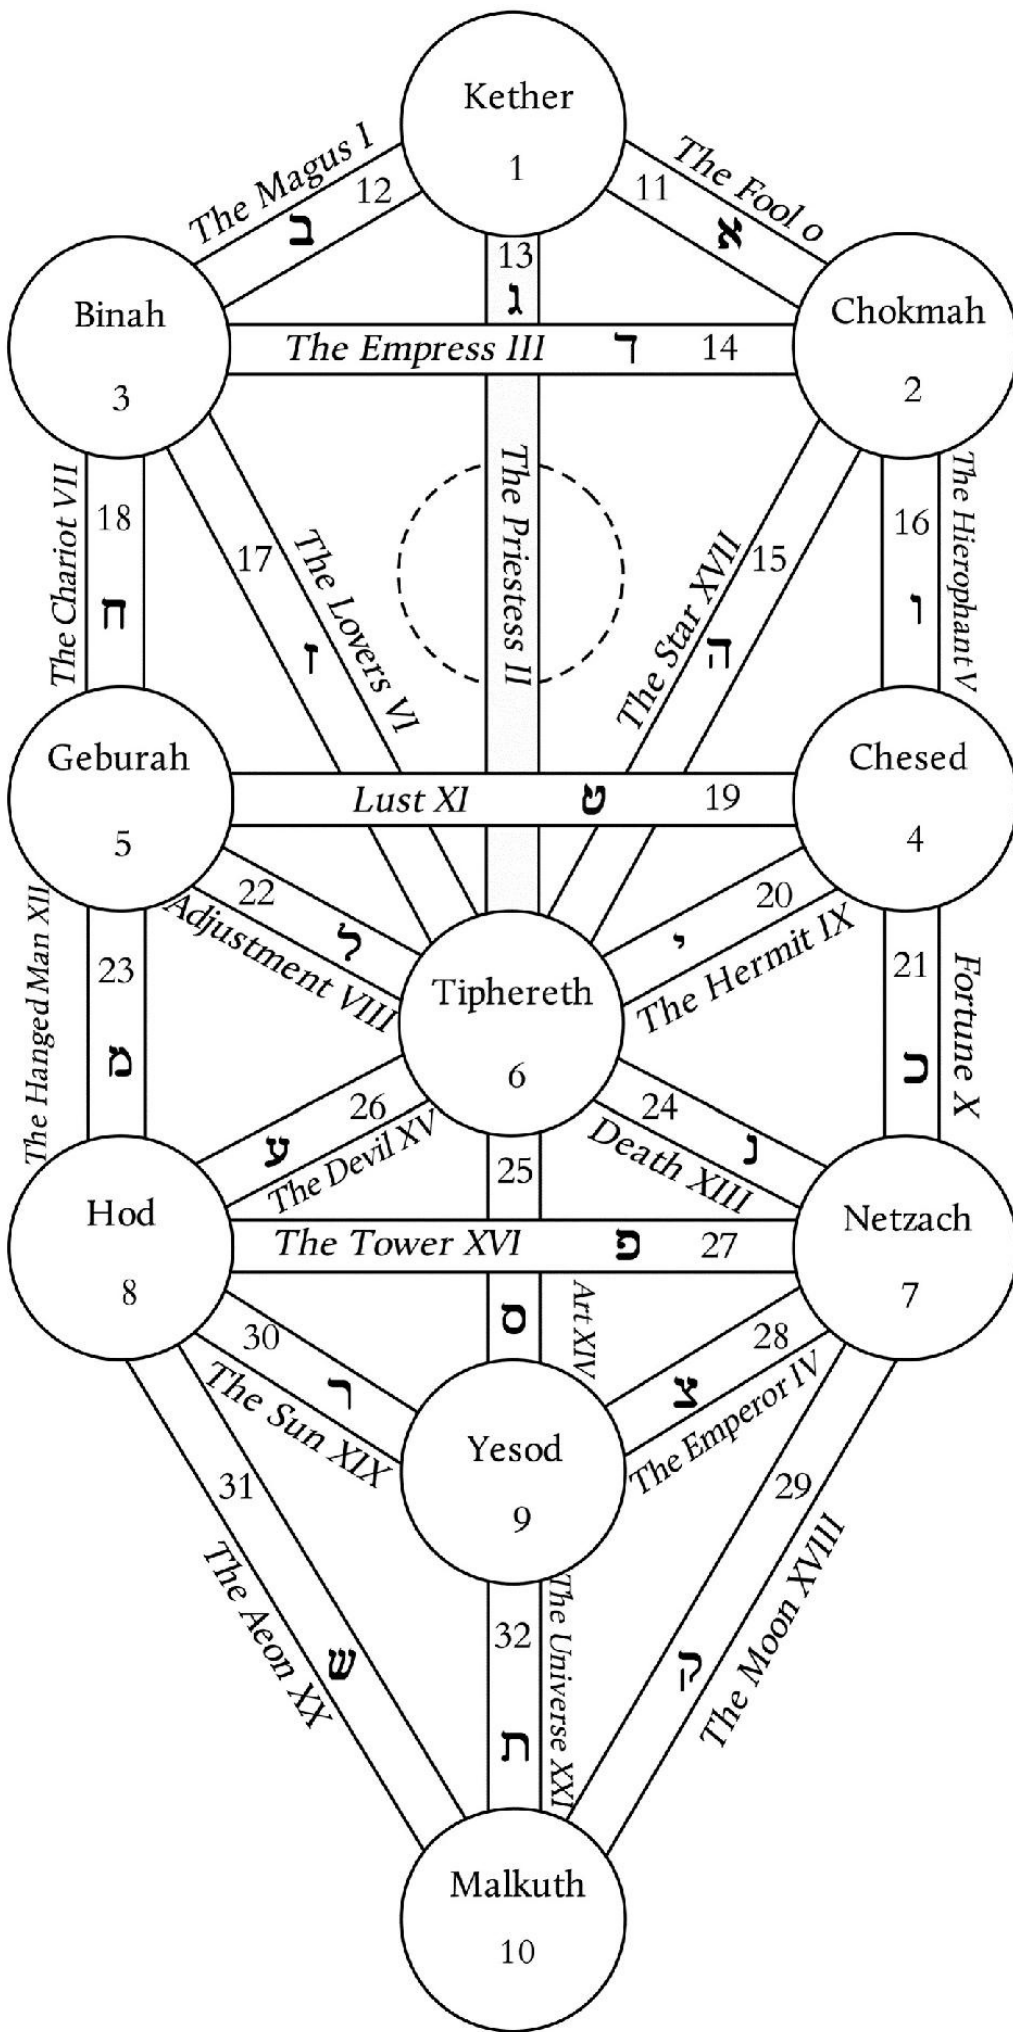 Kether
1
The Magus I
12
ב
11
The Fool 0
א
13
ג
Binah
3
Chokmah
2
The Empress III ד 14
The Chariot VII
18
ח
17
The Lovers VI
ז
The Priestess II
The Star XVII
15
ה
16
The Hierophant V
ו
Geburah
5
Chesed
4
Lust XI ט 19
22
Adjustment VIII
ל
20
The Hermit IX
י
The Hanged Man XII
23
מ
21
Fortune X
כ
Tiphereth
6
26
The Devil XV
ע
24
Death XIII
נ
25
Hod
8
Netzach
7
The Tower XVI פ 27
ס
Art XIV
30
The Sun XIX
ר
28
The Emperor IV
צ
Yesod
9
31
The Aeon XX
ש
29
The Moon XVIII
ק
32
The Universe XXI
ת
Malkuth
10